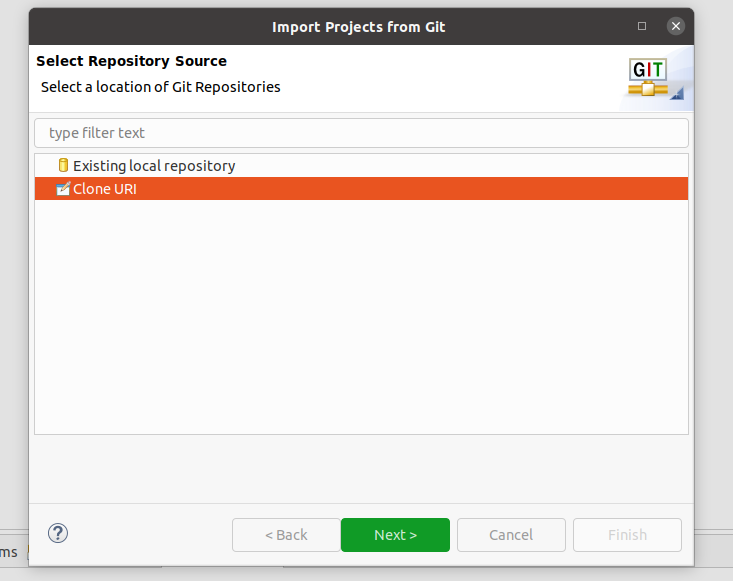 Import Projects from Git
Select Repository Source
Select a location of Git Repositories
GIT
type filter text
Existing local repository
Clone URI
ms
?
< Back
Next >
Cancel
Finish